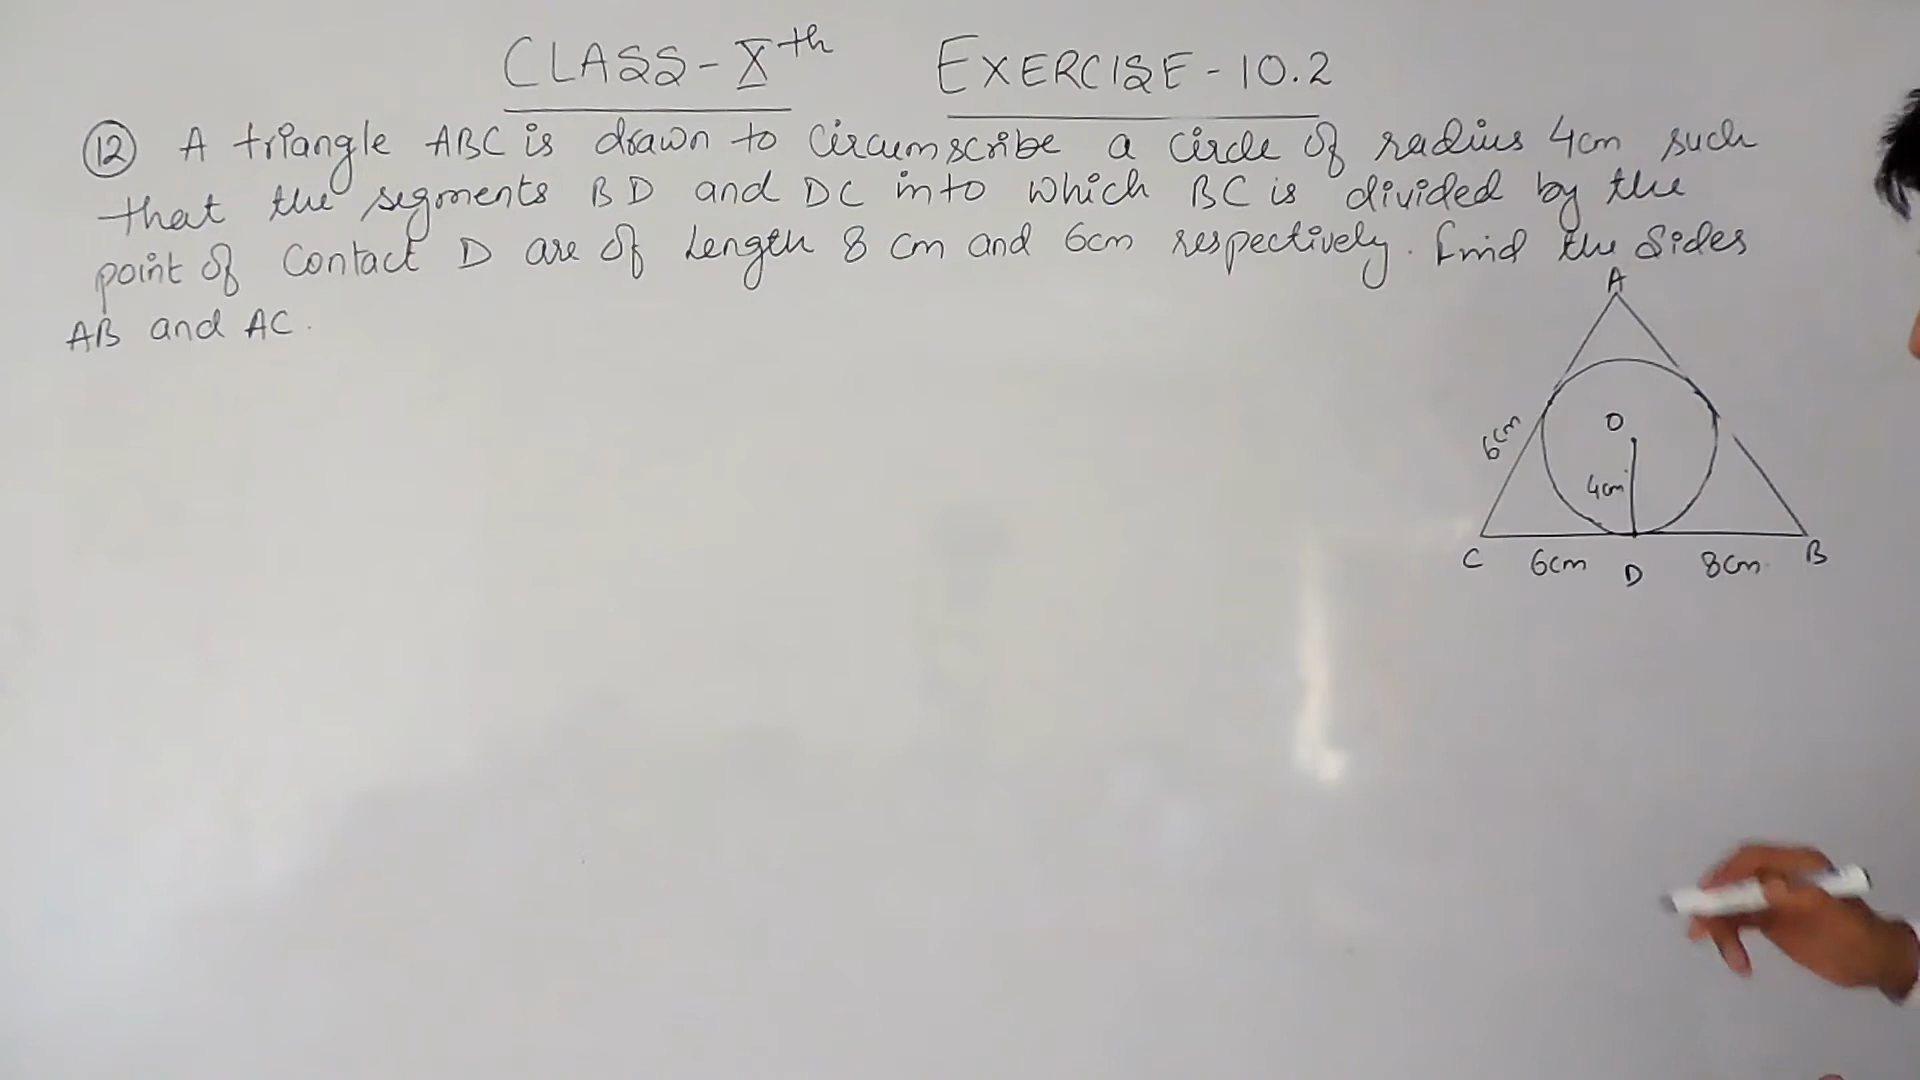 CLASS-Xth EXERCISE-10.2
(12) A triangle ABC is drawn to Circumscribe a circle of radius 4cm such
that the segments BD and DC into which BC is divided by the
point of Contact D are of Length 8 cm and 6cm respectively. Find the Sides
AB and AC.
A
6cm
O
4cm
C 6cm D 8cm B